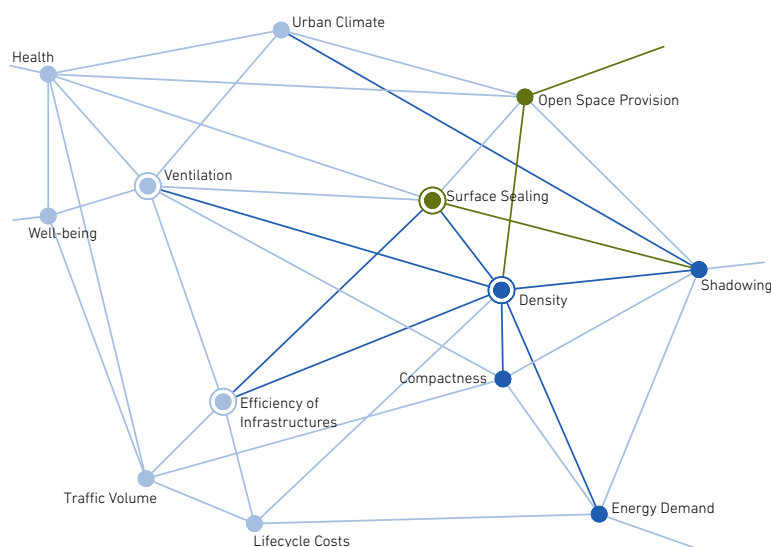 Urban Climate
Health
Open Space Provision
Ventilation
Surface Sealing
Well-being
Shadowing
Density
Compactness
Efficiency of
Infrastructures
Traffic Volume
Energy Demand
Lifecycle Costs